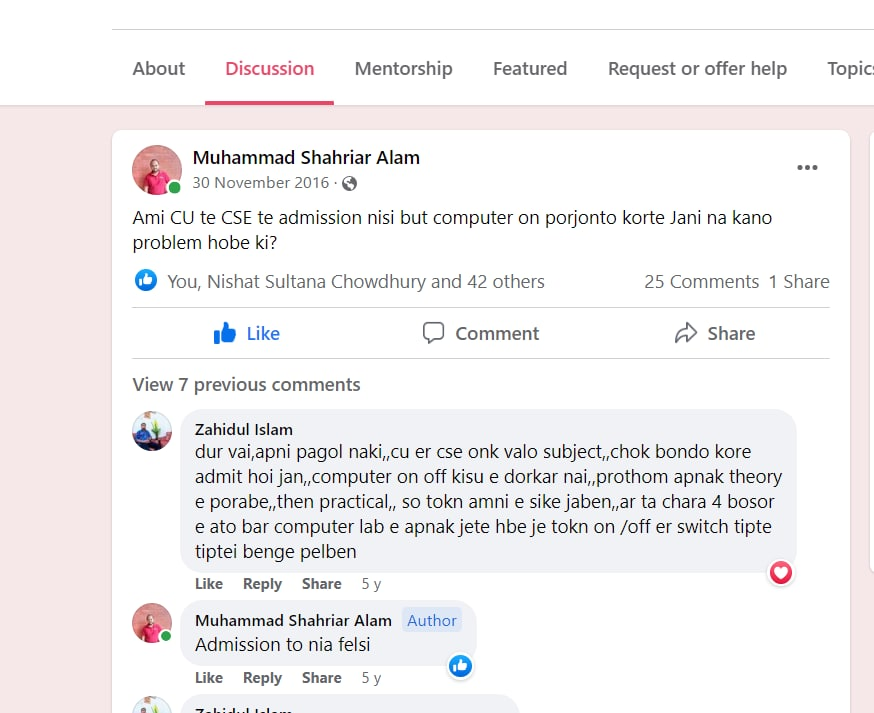 About Discussion Mentorship Featured Request or offer help Topics
Muhammad Shahriar Alam
30 November 2016 ·
Ami CU te CSE te admission nisi but computer on porjonto korte Jani na kano
problem hobe ki?
You, Nishat Sultana Chowdhury and 42 others 25 Comments 1 Share
Like Comment Share
View 7 previous comments
Zahidul Islam
dur vai,apni pagol naki,,cu er cse onk valo subject,,chok bondo kore
admit hoi jan,,computer on off kisu e dorkar nai,,prothom apnak theory
e porabe,,then practical,, so tokn amni e sike jaben,,ar ta chara 4 bosor
e ato bar computer lab e apnak jete hbe je tokn on /off er switch tipte
tiptei benge pelben
Like Reply Share 5 y
Muhammad Shahriar Alam Author
Admission to nia felsi
Like Reply Share 5 y
Zahidul Islam